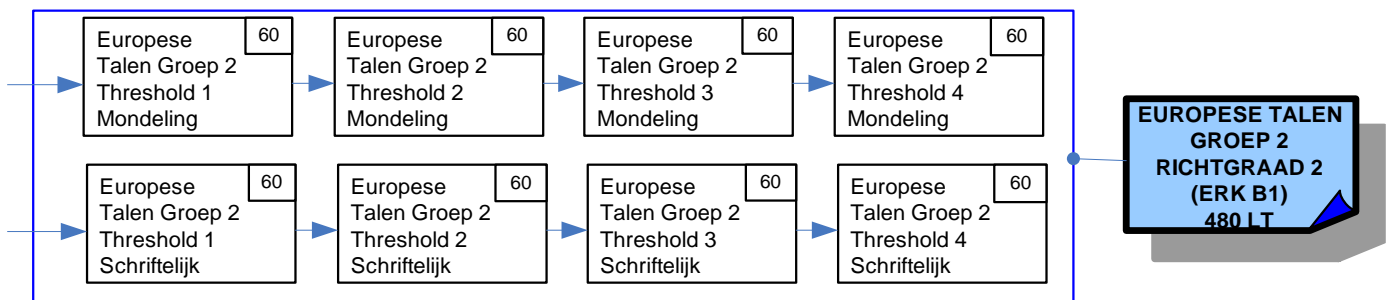 Europese
Talen Groep 2
Threshold 1
Mondeling
60
Europese
Talen Groep 2
Threshold 2
Mondeling
60
Europese
Talen Groep 2
Threshold 3
Mondeling
60
Europese
Talen Groep 2
Threshold 4
Mondeling
60
Europese
Talen Groep 2
Threshold 1
Schriftelijk
60
Europese
Talen Groep 2
Threshold 2
Schriftelijk
60
Europese
Talen Groep 2
Threshold 3
Schriftelijk
60
Europese
Talen Groep 2
Threshold 4
Schriftelijk
60
EUROPESE TALEN
GROEP 2
RICHTGRAAD 2
(ERK B1)
480 LT